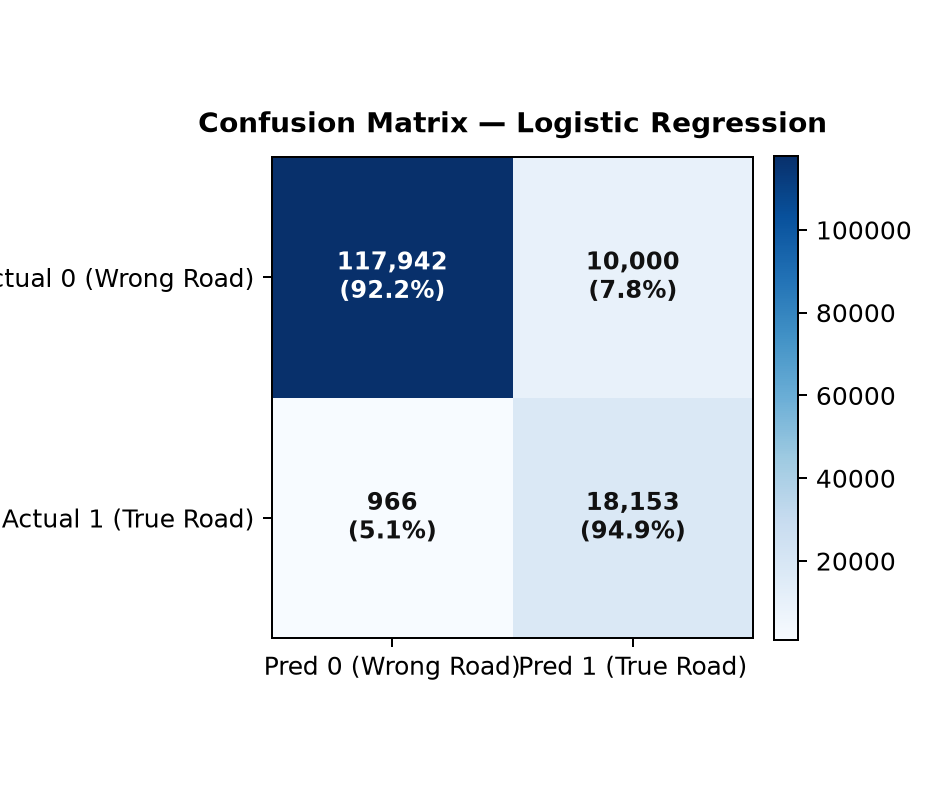 Confusion Matrix — Logistic Regression
ctual 0 (Wrong Road)
117,942
(92.2%)
10,000
(7.8%)
Actual 1 (True Road)
966
(5.1%)
18,153
(94.9%)
Pred 0 (Wrong Road)
Pred 1 (True Road)
100000
80000
60000
40000
20000